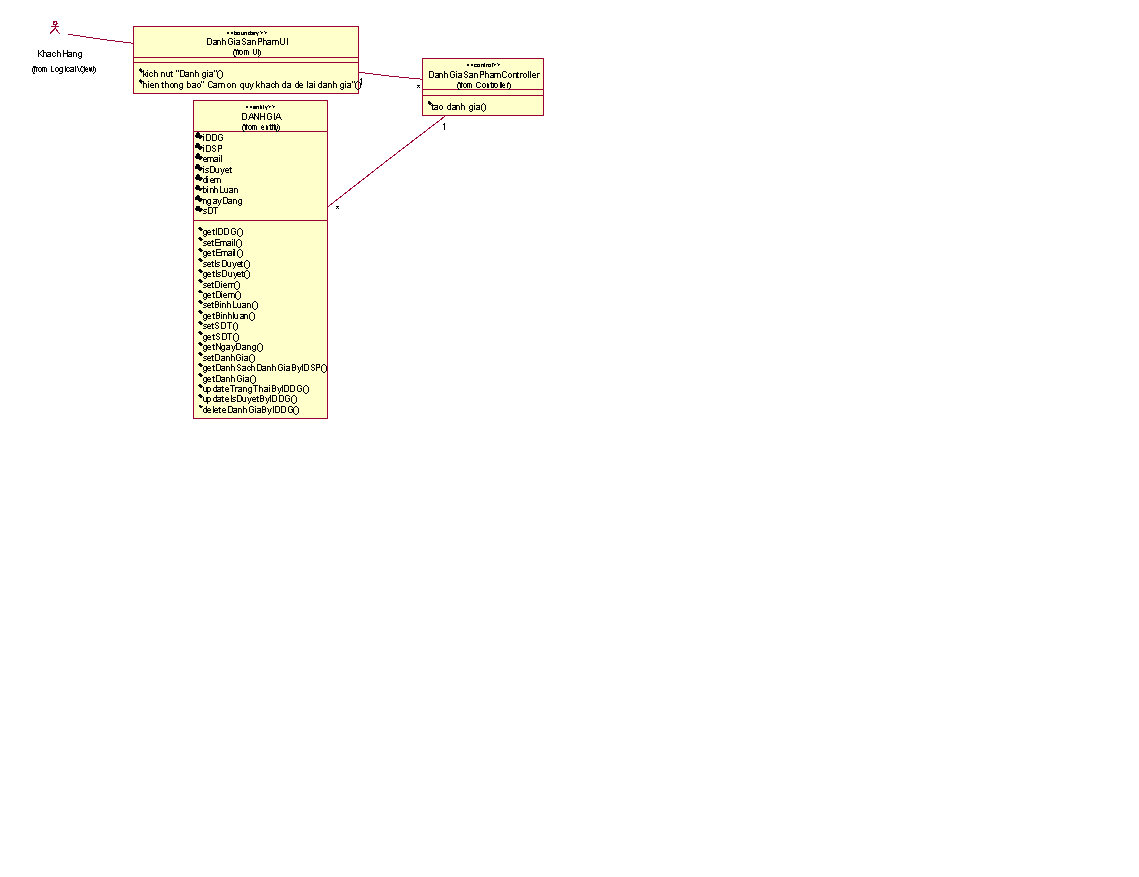 KhachHang
(from Logical View)
<<boundary>>
DanhGiaSanPhamUI
(from UI)
kich nut "Danh gia"()
hien thong bao" Cam on quy khach da de lai danh gia"()
1
*
<<control>>
DanhGiaSanPhamController
(from Controller)
tao danh gia()
1
*
<<entity>>
DANHGIA
(from entity)
iDDG
iDSP
email
isDuyet
diem
binhLuan
ngayDang
sDT
getIDDG()
setEmail()
getEmail()
setIsDuyet()
getIsDuyet()
setDiem()
getDiem()
setBinhLuan()
getBinhluan()
setSDT()
getSDT()
getNgayDang()
setDanhGia()
getDanhSachDanhGiaByIDSP()
getDanhGia()
updateTrangThaiByIDDG()
updateIsDuyetByIDDG()
deleteDanhGiaByIDDG()